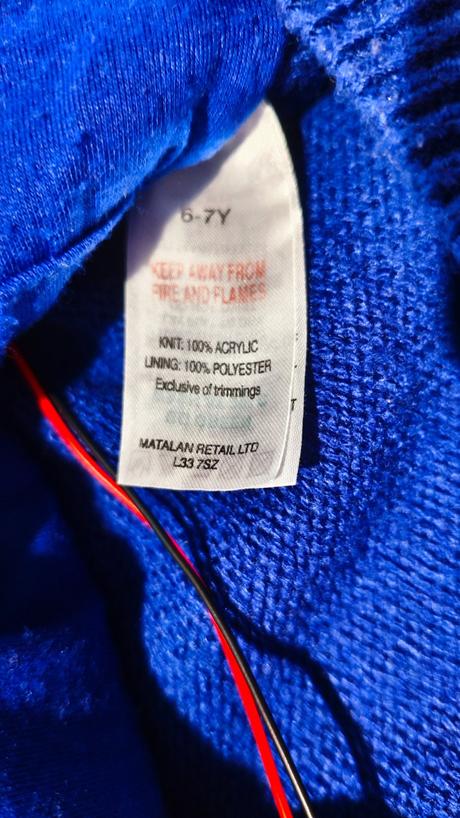 6-7Y
KEEP AWAY FROM
FIRE AND FLAMES
KNIT: 100% ACRYLIC
LINING: 100% POLYESTER
Exclusive of trimmings
MATALAN RETAIL LTD
L33 7SZ